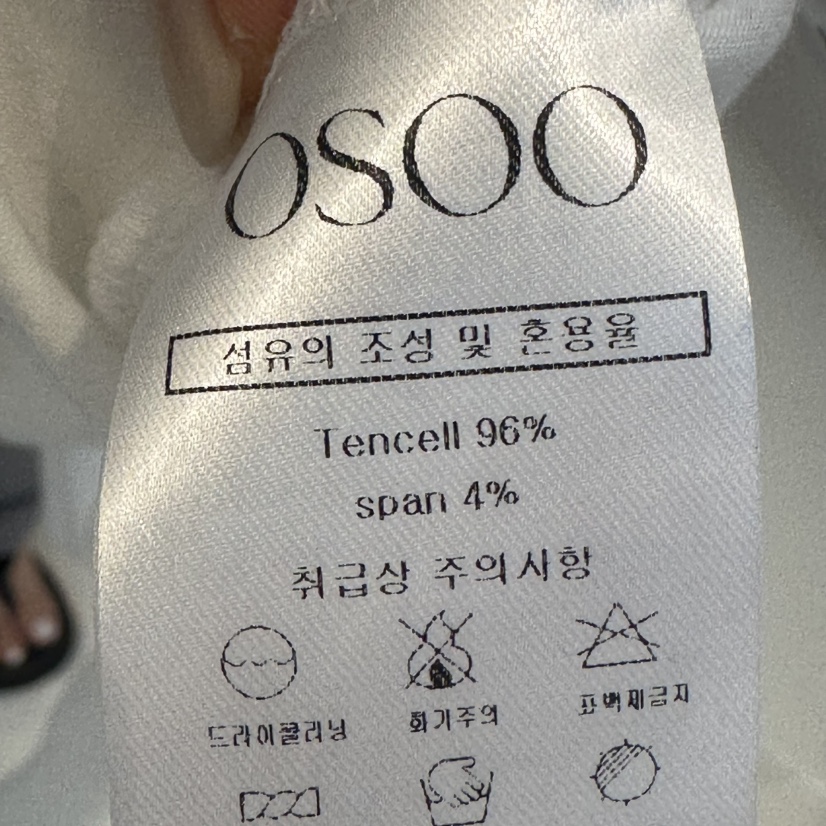 OSOO
섬유의 조성 및 혼용율
Tencell 96%
span 4%
취급상 주의사항
드라이클리닝 화기주의 표백제금지